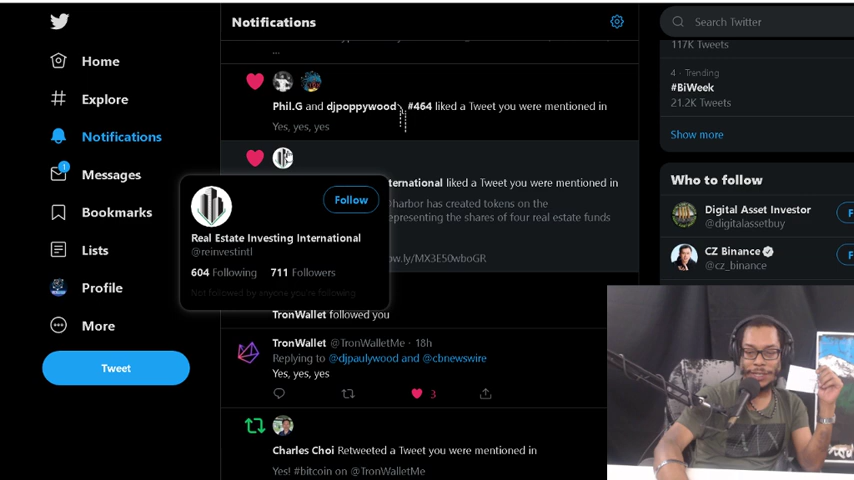 Notifications
Search Twitter
Home
Explore
Notifications
1
Messages
Bookmarks
Lists
Profile
More
Tweet
...
Phil.G and djpoppywood #464 liked a Tweet you were mentioned in
Yes, yes, yes
ternational liked a Tweet you were mentioned in
harbor has created tokens on the
epresenting the shares of four real estate funds
ow.ly/MX3E50wboGR
Follow
Real Estate Investing International
@reinvestintl
604 Following 711 Followers
Not followed by anyone you're following
TronWallet followed you
TronWallet @TronWalletMe · 18h
Replying to @djpaulywood and @cbnewswire
Yes, yes, yes
3
Charles Choi Retweeted a Tweet you were mentioned in
Yes! #bitcoin on @TronWalletMe
117K Tweets
4 · Trending
#BiWeek
21.2K Tweets
Show more
Who to follow
Digital Asset Investor
@digitalassetbuy
F
CZ Binance
@cz_binance
F